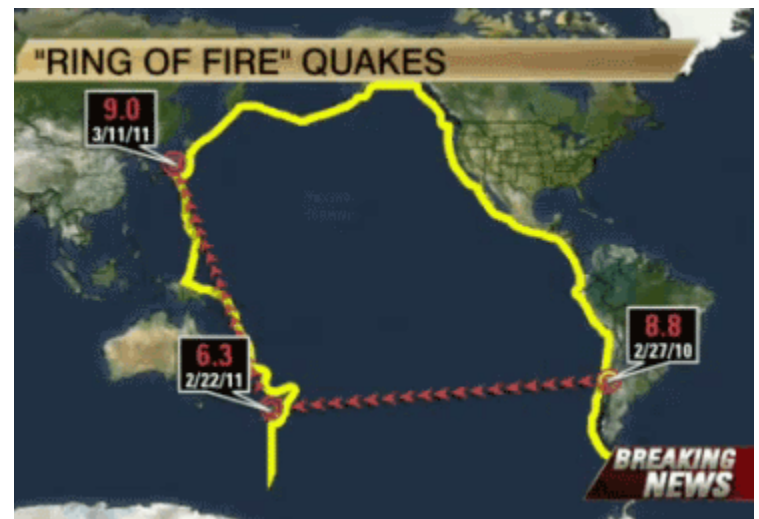 "RING OF FIRE" QUAKES
9.0
3/11/11
6.3
2/22/11
8.8
2/27/10
BREAKING
NEWS